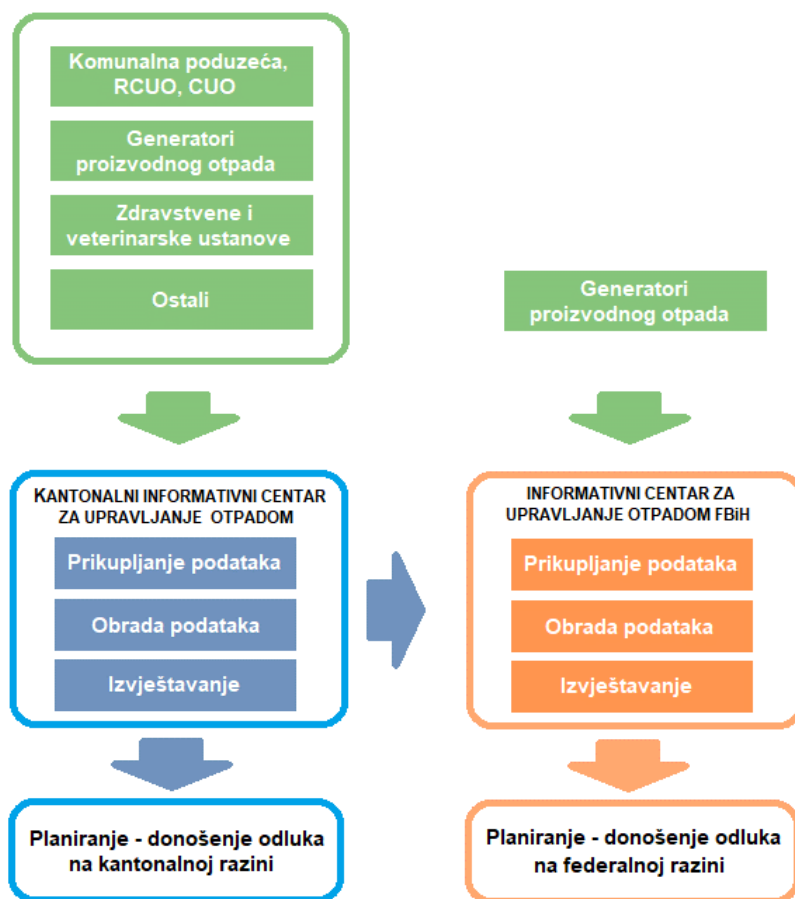 Komunalna poduzeća,
RCUO, CUO
Generatori
proizvodnog otpada
Zdravstvene i
veterinarske ustanove
Ostali
Generatori
proizvodnog otpada
KANTONALNI INFORMATIVNI CENTAR
ZA UPRAVLJANJE OTPADOM
Prikupljanje podataka
Obrada podataka
Izvještavanje
INFORMATIVNI CENTAR ZA
UPRAVLJANJE OTPADOM FBiH
Prikupljanje podataka
Obrada podataka
Izvještavanje
Planiranje - donošenje odluka
na kantonalnoj razini
Planiranje - donošenje odluka
na federalnoj razini